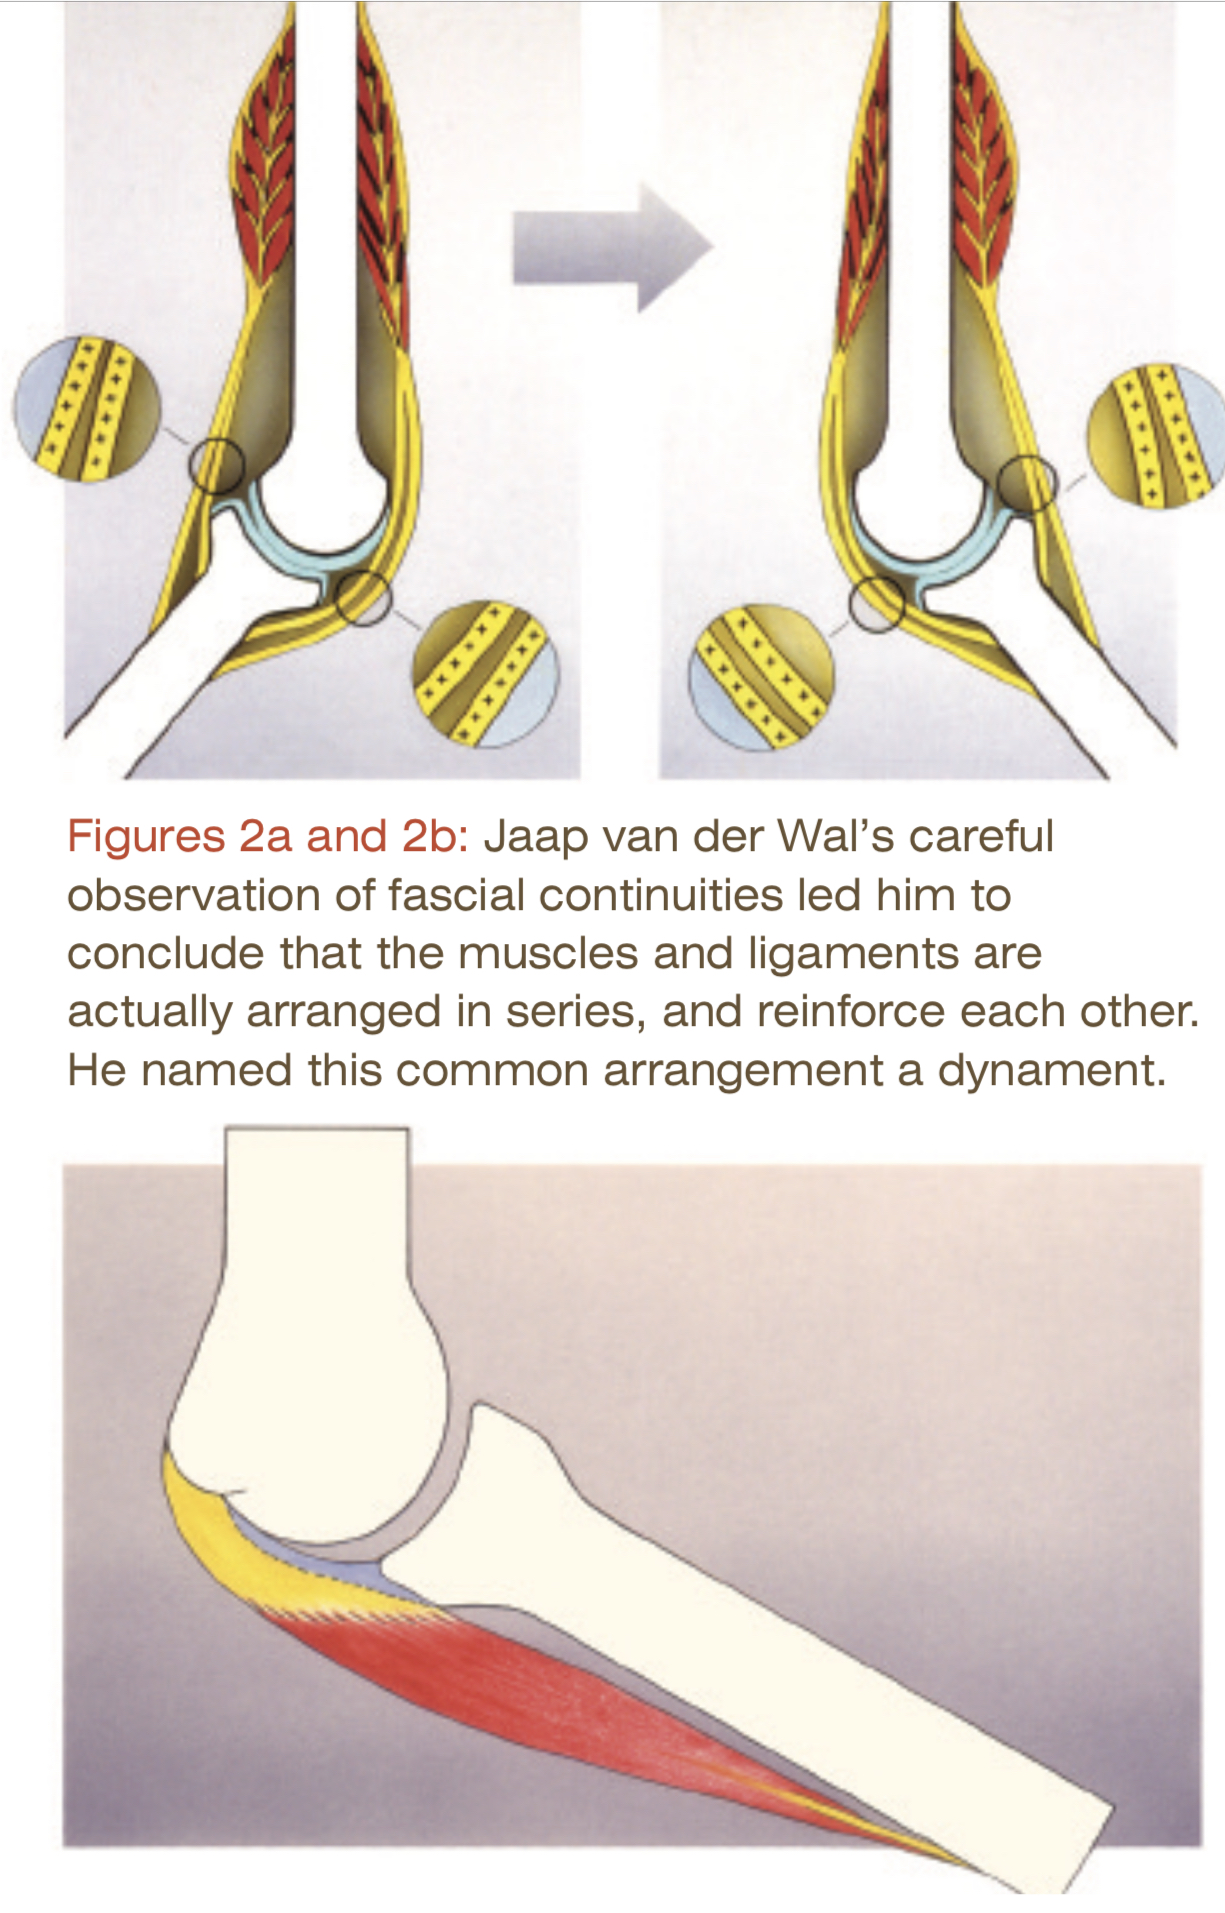 Figures 2a and 2b: Jaap van der Wal’s careful
observation of fascial continuities led him to
conclude that the muscles and ligaments are
actually arranged in series, and reinforce each other.
He named this common arrangement a dynament.